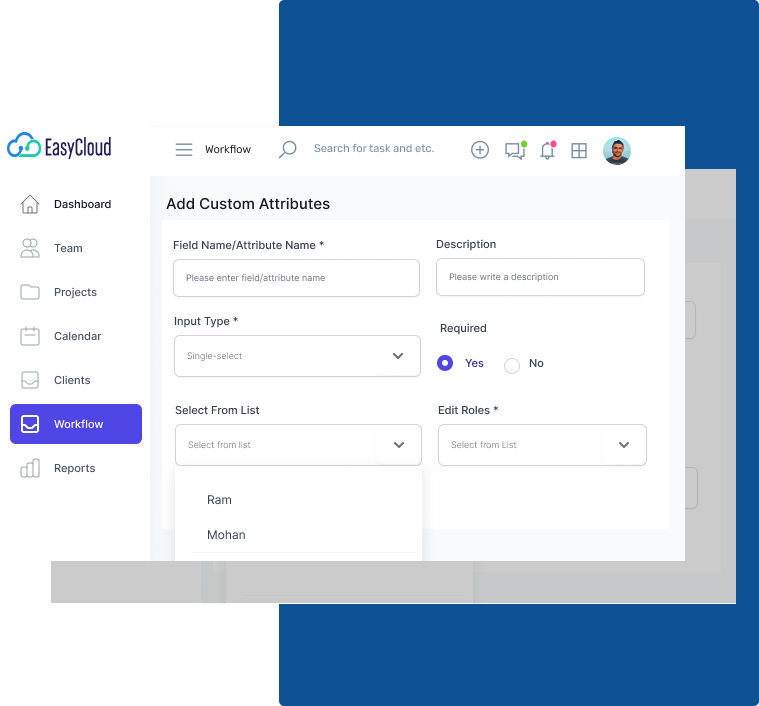 EasyCloud
Workflow
Search for task and etc.
Dashboard
Team
Projects
Calendar
Clients
Workflow
Reports
Add Custom Attributes
Field Name/Attribute Name *
Description
Please enter field/attribute name
Please write a description
Input Type *
Required
Single-select
Yes
No
Select From List
Edit Roles *
Select from list
Select from List
Ram
Mohan